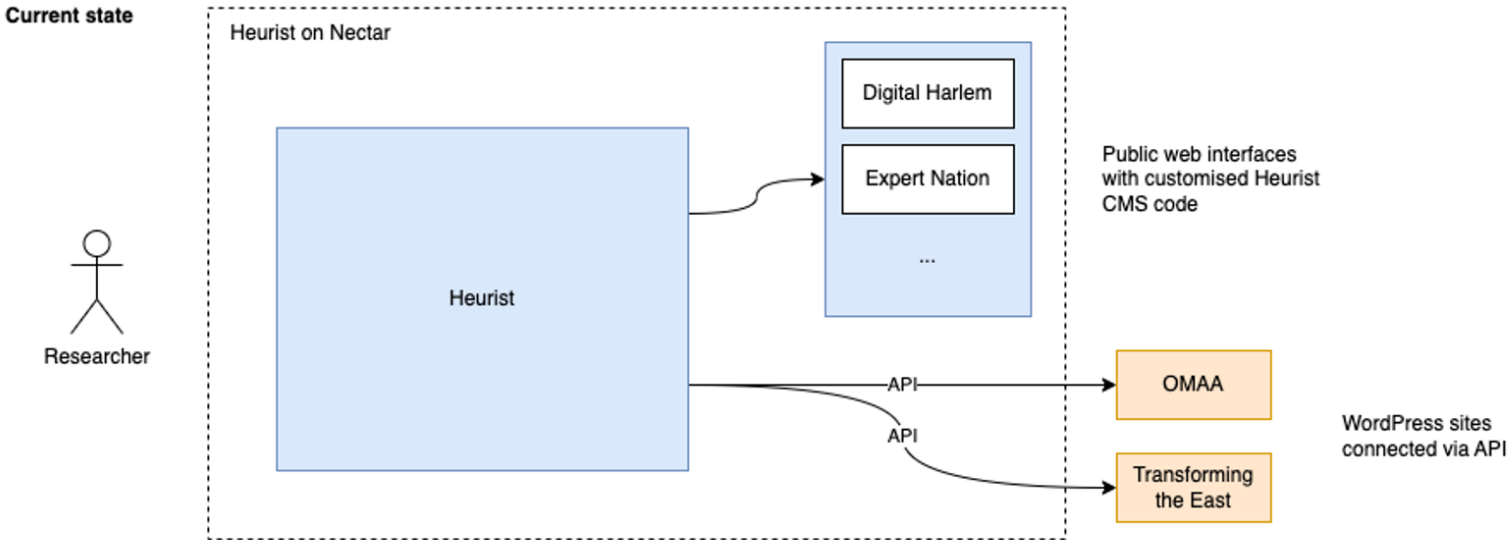 Current state
Heurist on Nectar
Digital Harlem
Expert Nation
...
Public web interfaces
with customised Heurist
CMS code
Heurist
Researcher
API
OMAA
API
WordPress sites
connected via API
Transforming
the East